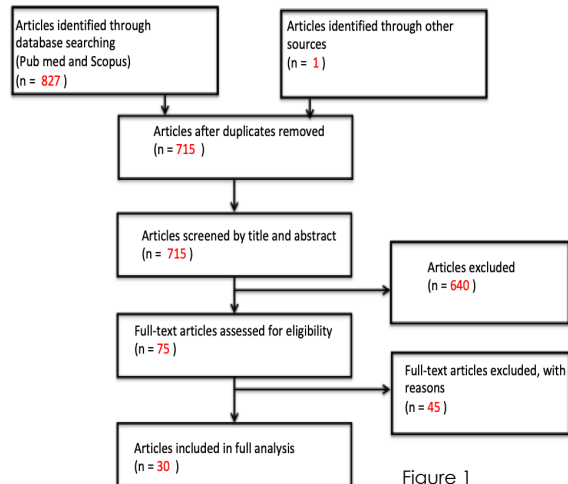 Articles identified through
database searching
(Pub med and Scopus)
(n = 827 )
Articles identified through other
sources
(n = 1 )
Articles after duplicates removed
(n = 715 )
Articles screened by title and abstract
(n = 715 )
Articles excluded
(n = 640 )
Full-text articles assessed for eligibility
(n = 75 )
Full-text articles excluded, with
reasons
(n = 45 )
Articles included in full analysis
(n = 30 )
Figure 1